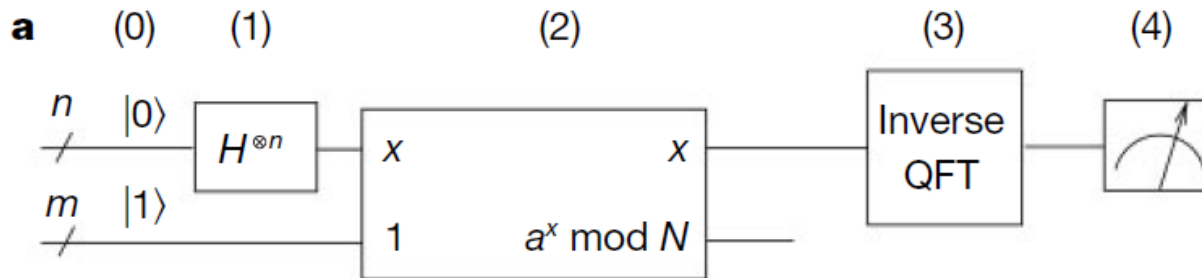 a (0) (1) (2) (3) (4)
n |0⟩ H⊗n x x Inverse QFT
m |1⟩ 1 aˣ mod N